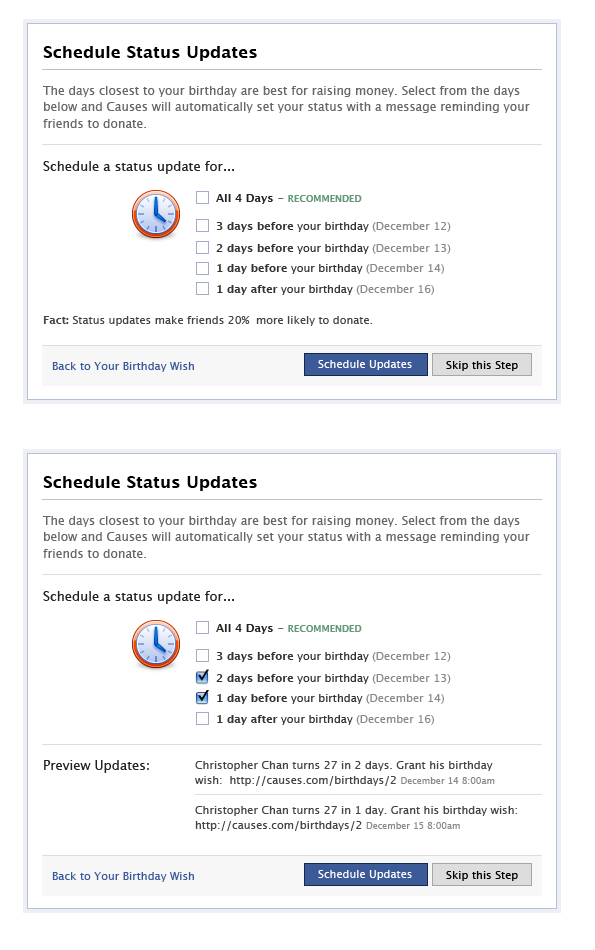 Schedule Status Updates
The days closest to your birthday are best for raising money. Select from the days
below and Causes will automatically set your status with a message reminding your
friends to donate.
Schedule a status update for...
All 4 Days – RECOMMENDED
3 days before your birthday (December 12)
2 days before your birthday (December 13)
1 day before your birthday (December 14)
1 day after your birthday (December 16)
Fact: Status updates make friends 20% more likely to donate.
Back to Your Birthday Wish Schedule Updates Skip this Step
Schedule Status Updates
The days closest to your birthday are best for raising money. Select from the days
below and Causes will automatically set your status with a message reminding your
friends to donate.
Schedule a status update for...
All 4 Days – RECOMMENDED
3 days before your birthday (December 12)
2 days before your birthday (December 13)
1 day before your birthday (December 14)
1 day after your birthday (December 16)
Preview Updates: Christopher Chan turns 27 in 2 days. Grant his birthday
wish: http://causes.com/birthdays/2 December 14 8:00am
Christopher Chan turns 27 in 1 day. Grant his birthday wish:
http://causes.com/birthdays/2 December 15 8:00am
Back to Your Birthday Wish Schedule Updates Skip this Step